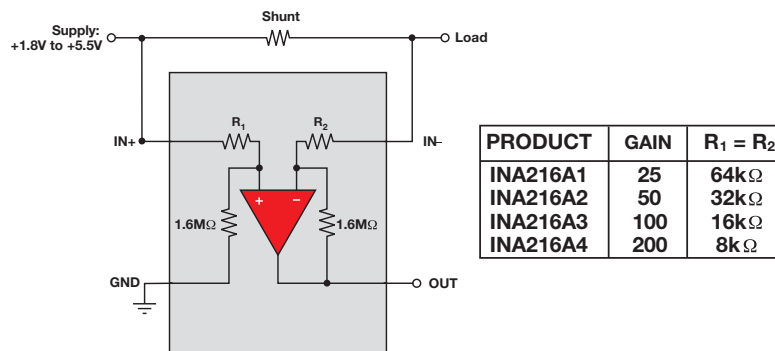 Shunt
Supply:
+1.8V to +5.5V
Load
R1
R2
IN+
IN-
+
-
1.6MΩ
1.6MΩ
GND
OUT
PRODUCT GAIN R1 = R2
INA216A1 25 64kΩ
INA216A2 50 32kΩ
INA216A3 100 16kΩ
INA216A4 200 8kΩ